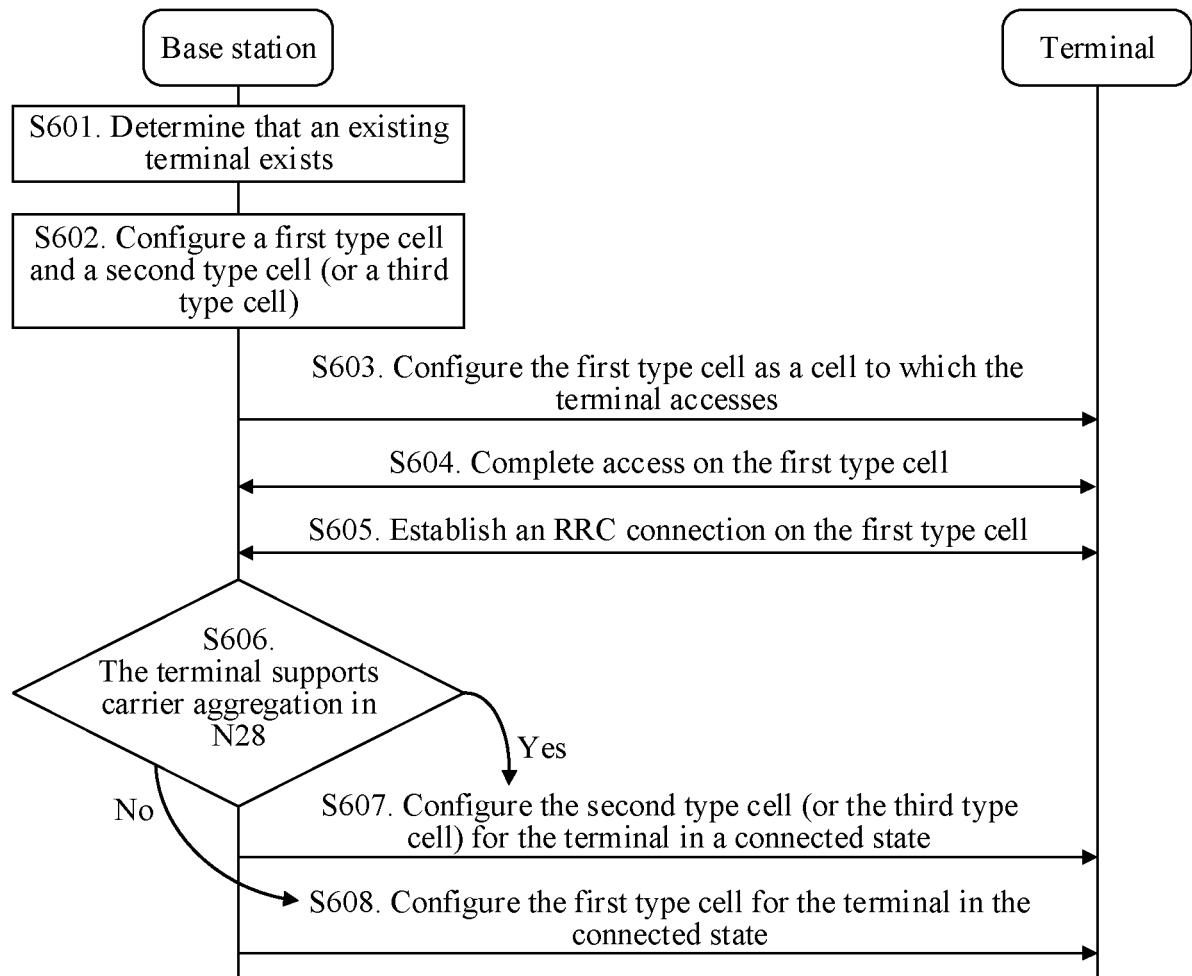 Base station
Terminal
S601. Determine that an existing
terminal exists
S602. Configure a first type cell
and a second type cell (or a third
type cell)
S603. Configure the first type cell as a cell to which the
terminal accesses
S604. Complete access on the first type cell
S605. Establish an RRC connection on the first type cell
S606.
The terminal supports
carrier aggregation in
N28
Yes
No
S607. Configure the second type cell (or the third type
cell) for the terminal in a connected state
S608. Configure the first type cell for the terminal in the
connected state